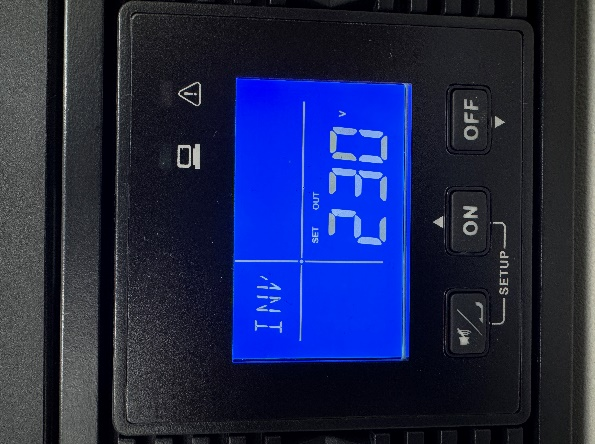 INV
SET OUT V
230
ON OFF
SETUP